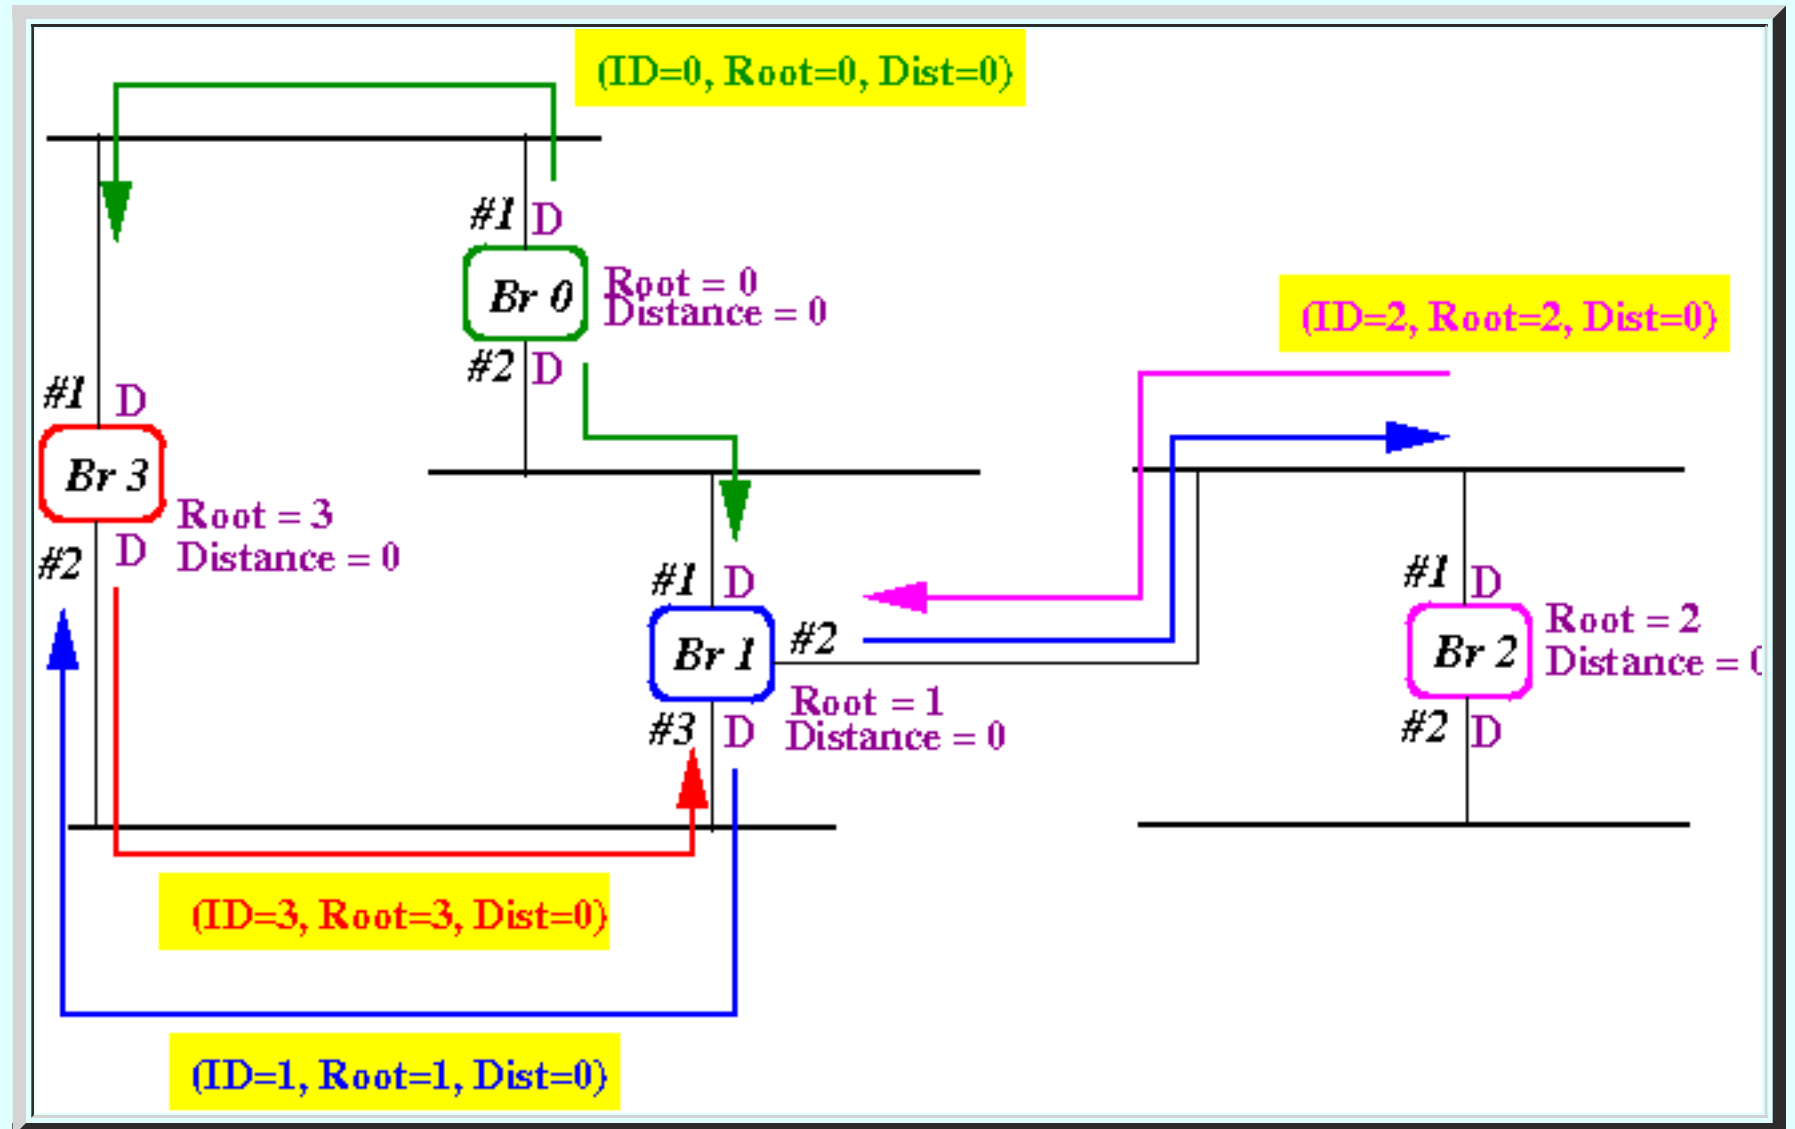 (ID=0, Root=0, Dist=0)
#1 D
Br 0
Root = 0
Distance = 0
#2 D
(ID=2, Root=2, Dist=0)
#1 D
Br 3
Root = 3
Distance = 0
#2 D
#1 D
Br 1
#2
Root = 1
Distance = 0
#3 D
#1 D
Br 2
Root = 2
Distance = 0
#2 D
(ID=3, Root=3, Dist=0)
(ID=1, Root=1, Dist=0)